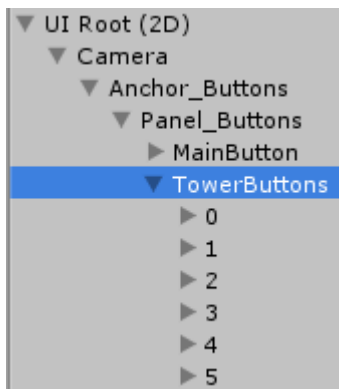 UI Root (2D)
Camera
Anchor_Buttons
Panel_Buttons
MainButton
TowerButtons
0
1
2
3
4
5